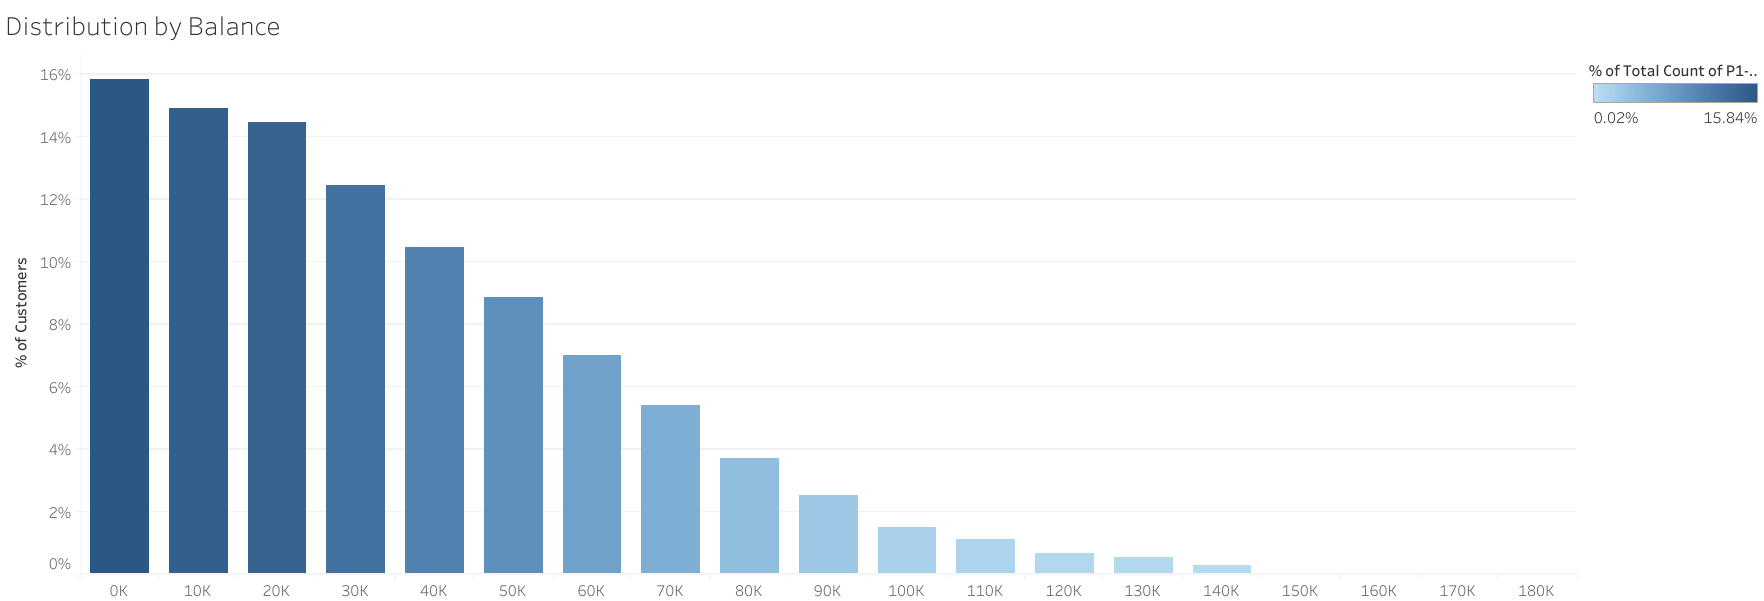 Distribution by Balance
% of Customers
16%
14%
12%
10%
8%
6%
4%
2%
0%
0K 10K 20K 30K 40K 50K 60K 70K 80K 90K 100K 110K 120K 130K 140K 150K 160K 170K 180K
% of Total Count of P1-..
0.02% 15.84%